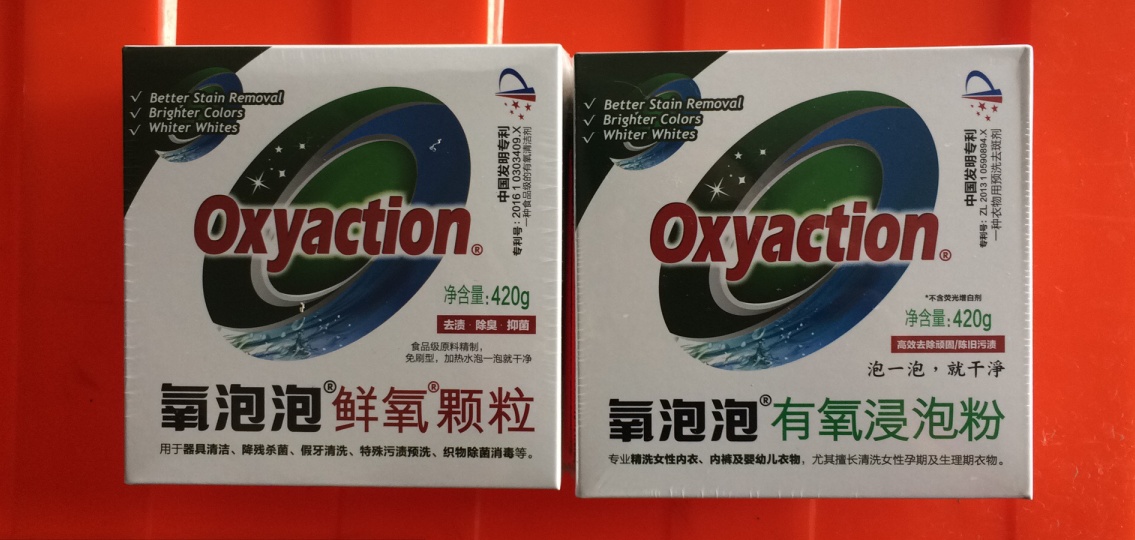 ✓ Better Stain Removal
✓ Brighter Colors
✓ Whiter Whites
中国发明专利
专利号：2016 1 0303409.X
一种食品级的有氧清洁剂
Oxyaction®
净含量：420g
去渍·除臭·抑菌
食品级原料精制，
免刷型，加热水泡一泡就干净
氧泡泡®鲜氧®颗粒
用于器具清洁、降残杀菌、假牙清洗、特殊污渍预洗、织物除菌消毒等。
✓ Better Stain Removal
✓ Brighter Colors
✓ Whiter Whites
中国发明专利
专利号：ZL 2013 1 0590894.X
一种衣物用预洗去斑剂
Oxyaction®
*不含荧光增白剂
净含量：420g
高效去除顽固/陈旧污渍
泡一泡，就干淨
氧泡泡®有氧浸泡粉
专业精洗女性内衣、内裤及婴幼儿衣物，尤其擅长清洗女性孕期及生理期衣物。